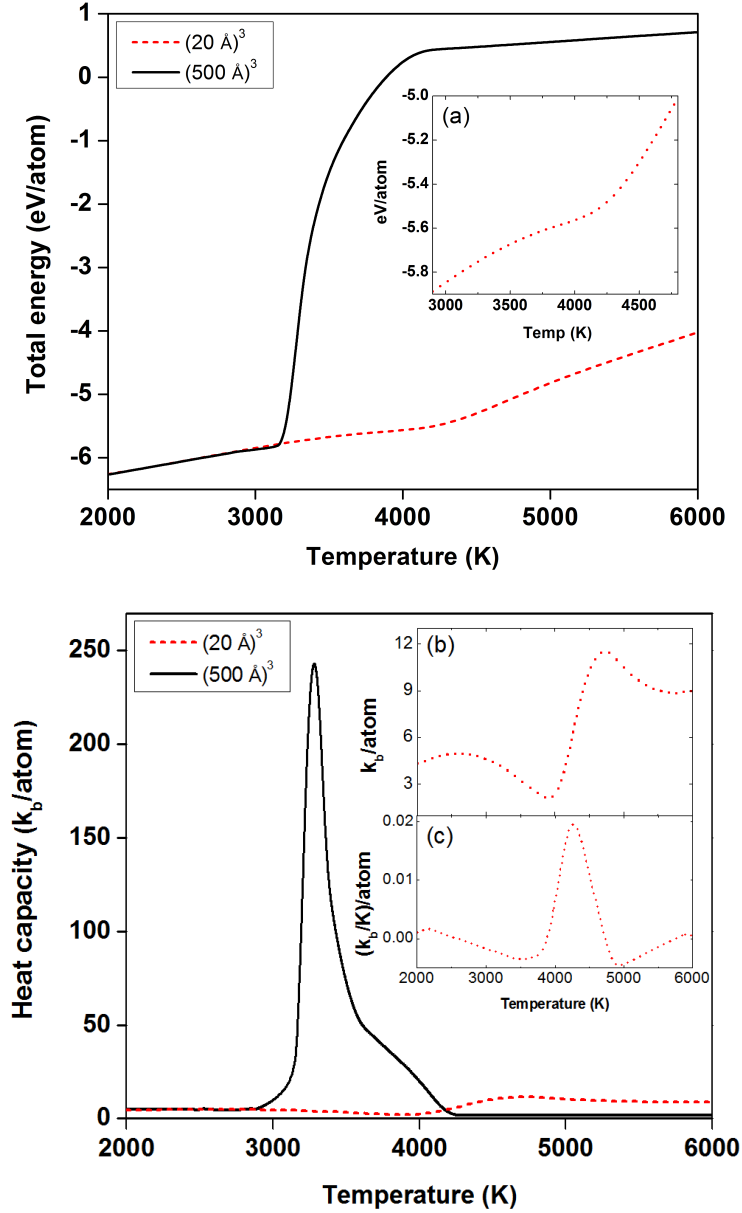 1
0
-1
-2
-3
-4
-5
-6
Total energy (eV/atom)
(20 Å)³
(500 Å)³
(a)
-5.0
-5.2
-5.4
-5.6
-5.8
eV/atom
3000 3500 4000 4500
Temp (K)
2000 3000 4000 5000 6000
Temperature (K)
250
200
150
100
50
0
Heat capacity (k_b/atom)
(20 Å)³
(500 Å)³
(b)
12
9
6
3
k_b/atom
(c)
0.02
0.01
0.00
(k_b/K)/atom
2000 3000 4000 5000 6000
Temperature (K)
2000 3000 4000 5000 6000
Temperature (K)